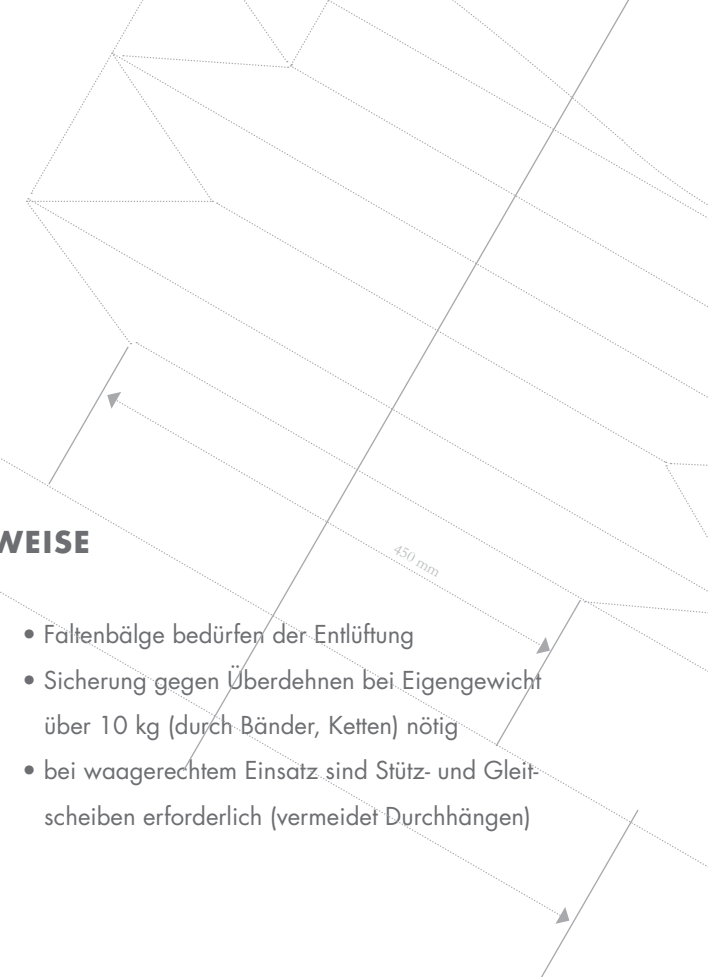 WEISE
450 mm
• Faltenbälge bedürfen der Entlüftung
• Sicherung gegen Überdehnen bei Eigengewicht
über 10 kg (durch Bänder, Ketten) nötig
• bei waagerechtem Einsatz sind Stütz- und Gleit-
scheiben erforderlich (vermeidet Durchhängen)